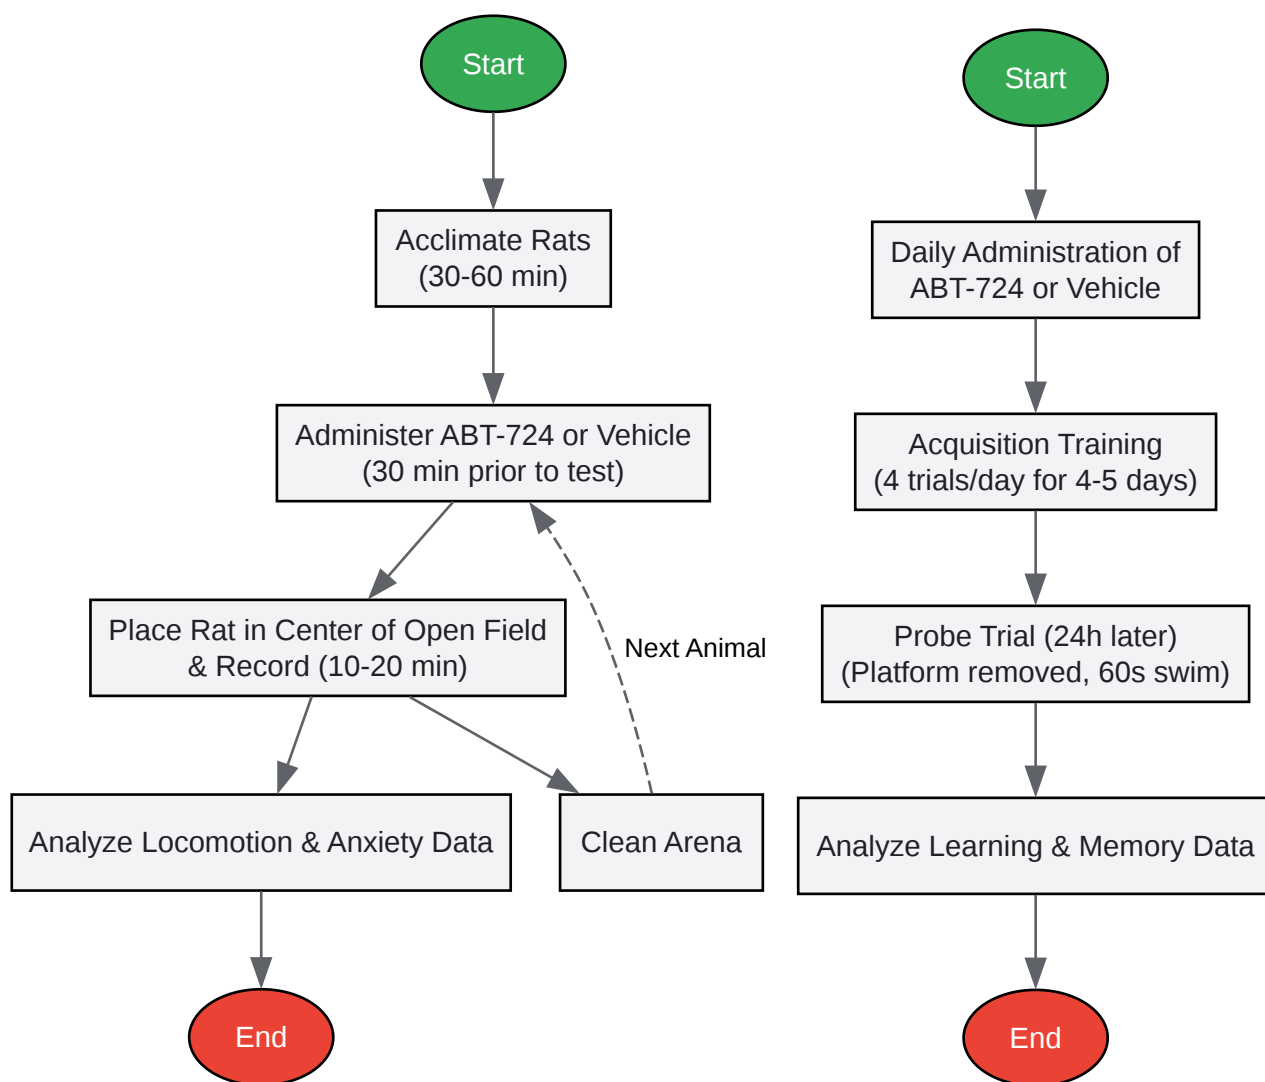 Start
Acclimate Rats
(30-60 min)
Administer ABT-724 or Vehicle
(30 min prior to test)
Place Rat in Center of Open Field
& Record (10-20 min)
Next Animal
Analyze Locomotion & Anxiety Data
Clean Arena
End
Start
Daily Administration of
ABT-724 or Vehicle
Acquisition Training
(4 trials/day for 4-5 days)
Probe Trial (24h later)
(Platform removed, 60s swim)
Analyze Learning & Memory Data
End